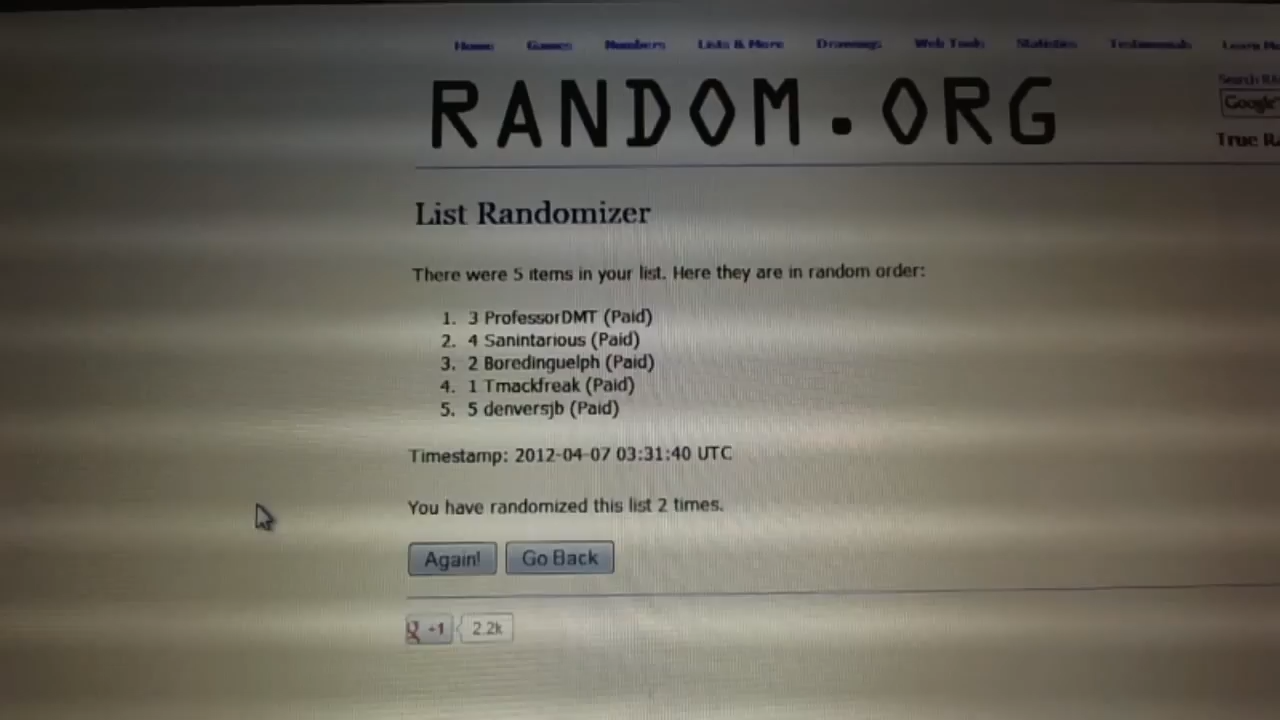 Home Games Numbers Lists & More Drawings Web Tools Statistics Testimonials Learn
RANDOM.ORG
Search
Google
True
List Randomizer
There were 5 items in your list. Here they are in random order:
1. 3 ProfessorDMT (Paid)
2. 4 Sanintarious (Paid)
3. 2 Boredinguelph (Paid)
4. 1 Tmackfreak (Paid)
5. 5 denversjb (Paid)
Timestamp: 2012-04-07 03:31:40 UTC
You have randomized this list 2 times.
Again! Go Back
+1 2.2k